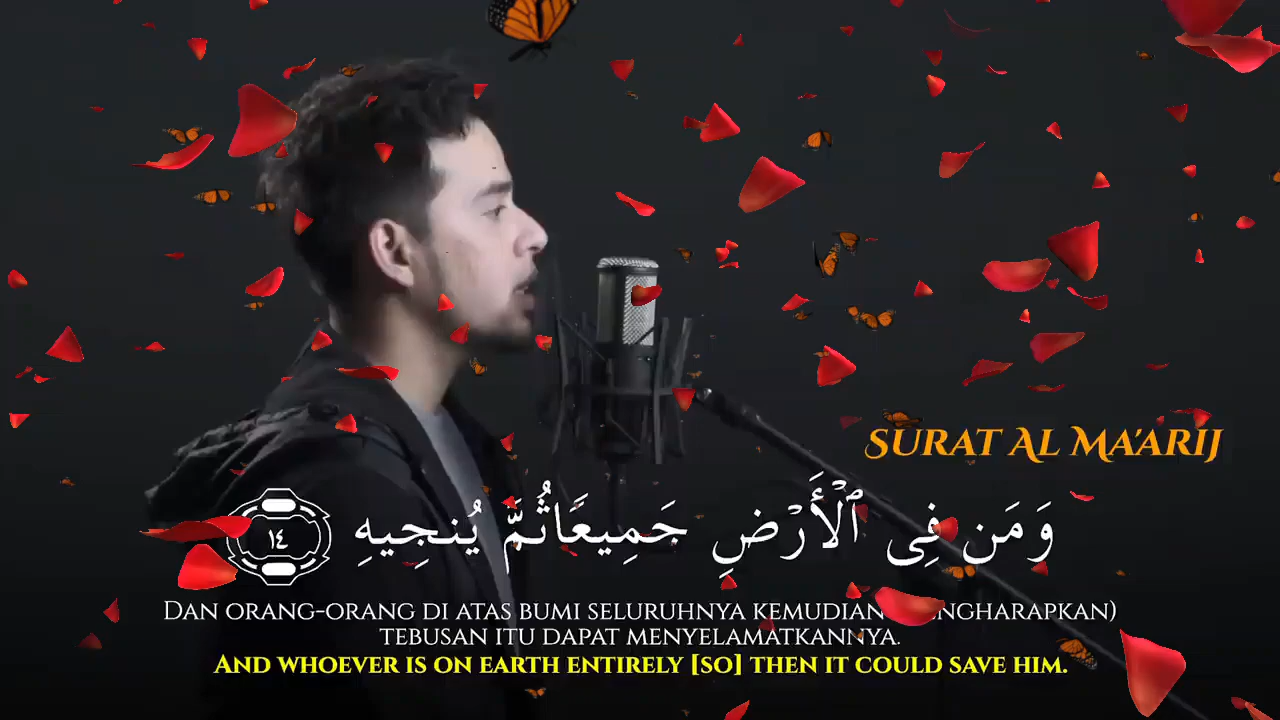 SURAT AL MA'ARIJ
وَمَن فِى ٱلْأَرْضِ جَمِيعًا ثُمَّ يُنجِيهِ ١٤
DAN ORANG-ORANG DI ATAS BUMI SELURUHNYA KEMUDIAN NGHARAPKAN)
TEBUSAN ITU DAPAT MENYELAMATKANNYA.
AND WHOEVER IS ON EARTH ENTIRELY [SO] THEN IT COULD SAVE HIM.